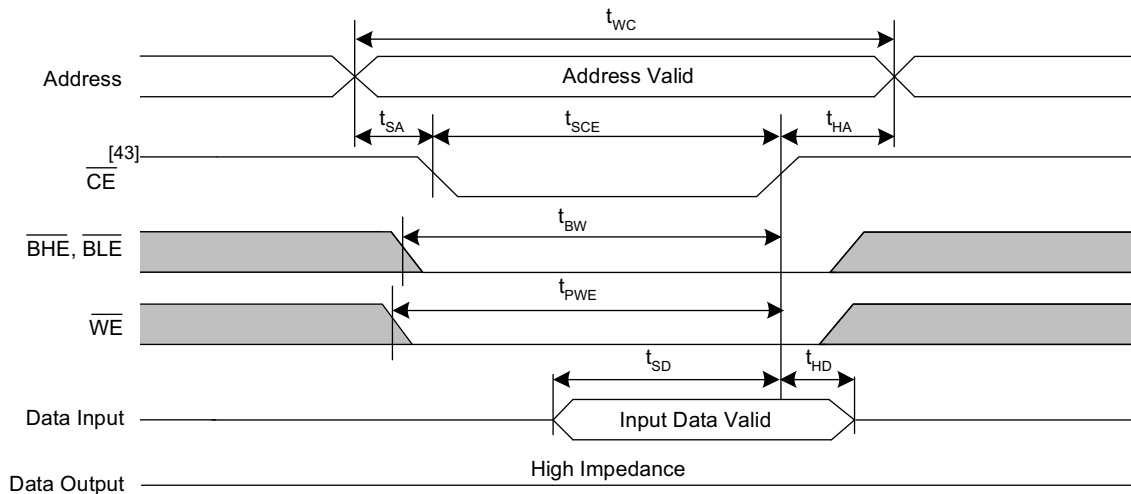 tWC
Address
Address Valid
tSA
tSCE
tHA
[43]
CE
tBW
BHE, BLE
tPWE
WE
tSD
tHD
Data Input
Input Data Valid
High Impedance
Data Output